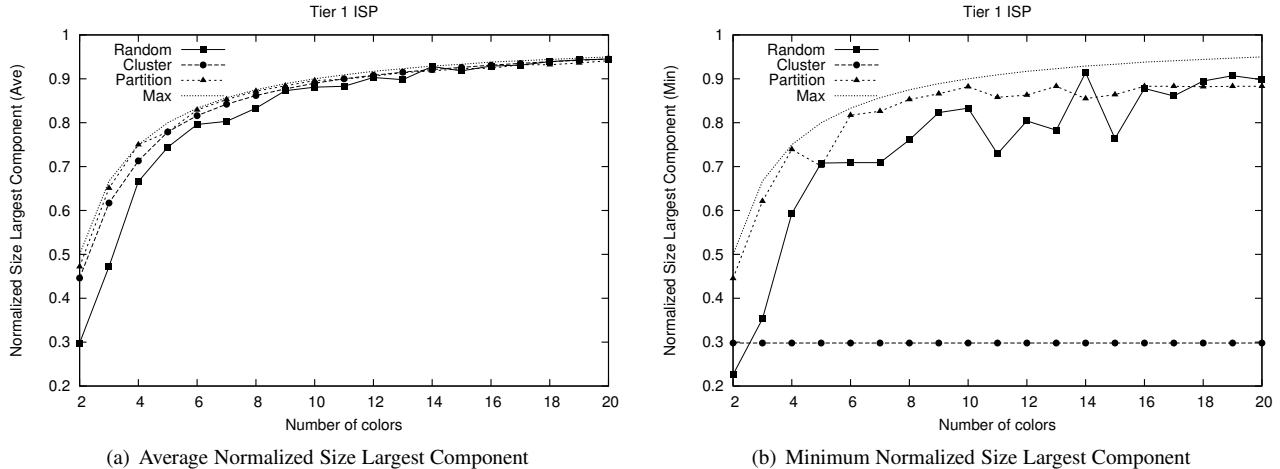 Tier 1 ISP
Normalized Size Largest Component (Ave)
1
0.9
0.8
0.7
0.6
0.5
0.4
0.3
0.2
Random
Cluster
Partition
Max
2 4 6 8 10 12 14 16 18 20
Number of colors
(a) Average Normalized Size Largest Component
Tier 1 ISP
Normalized Size Largest Component (Min)
1
0.9
0.8
0.7
0.6
0.5
0.4
0.3
0.2
Random
Cluster
Partition
Max
2 4 6 8 10 12 14 16 18 20
Number of colors
(b) Minimum Normalized Size Largest Component